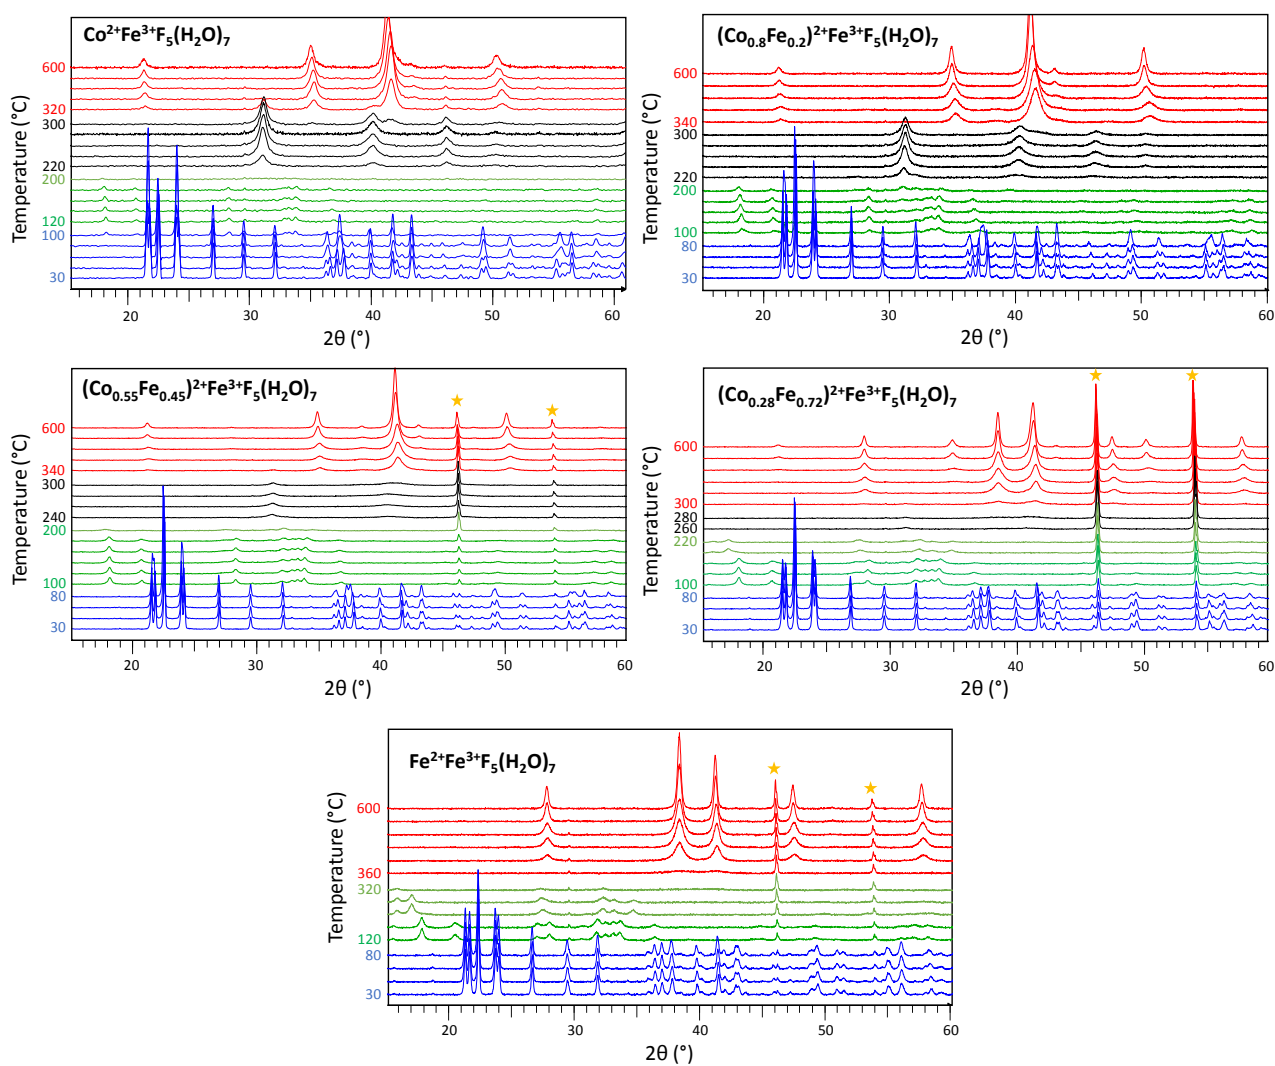 Co²⁺Fe³⁺F₅(H₂O)₇
Temperature (°C)
600
320
300
220
200
120
100
30
20 30 40 50 60
2θ (°)
(Co₀.₈Fe₀.₂)²⁺Fe³⁺F₅(H₂O)₇
Temperature (°C)
600
340
300
220
200
100
80
30
20 30 40 50 60
2θ (°)
(Co₀.₅₅Fe₀.₄₅)²⁺Fe³⁺F₅(H₂O)₇
Temperature (°C)
600
340
300
240
200
100
80
30
20 30 40 50 60
2θ (°)
(Co₀.₂₈Fe₀.₇₂)²⁺Fe³⁺F₅(H₂O)₇
Temperature (°C)
600
300
280
260
220
100
80
30
20 30 40 50 60
2θ (°)
Fe²⁺Fe³⁺F₅(H₂O)₇
Temperature (°C)
600
360
320
120
80
30
20 30 40 50 60
2θ (°)